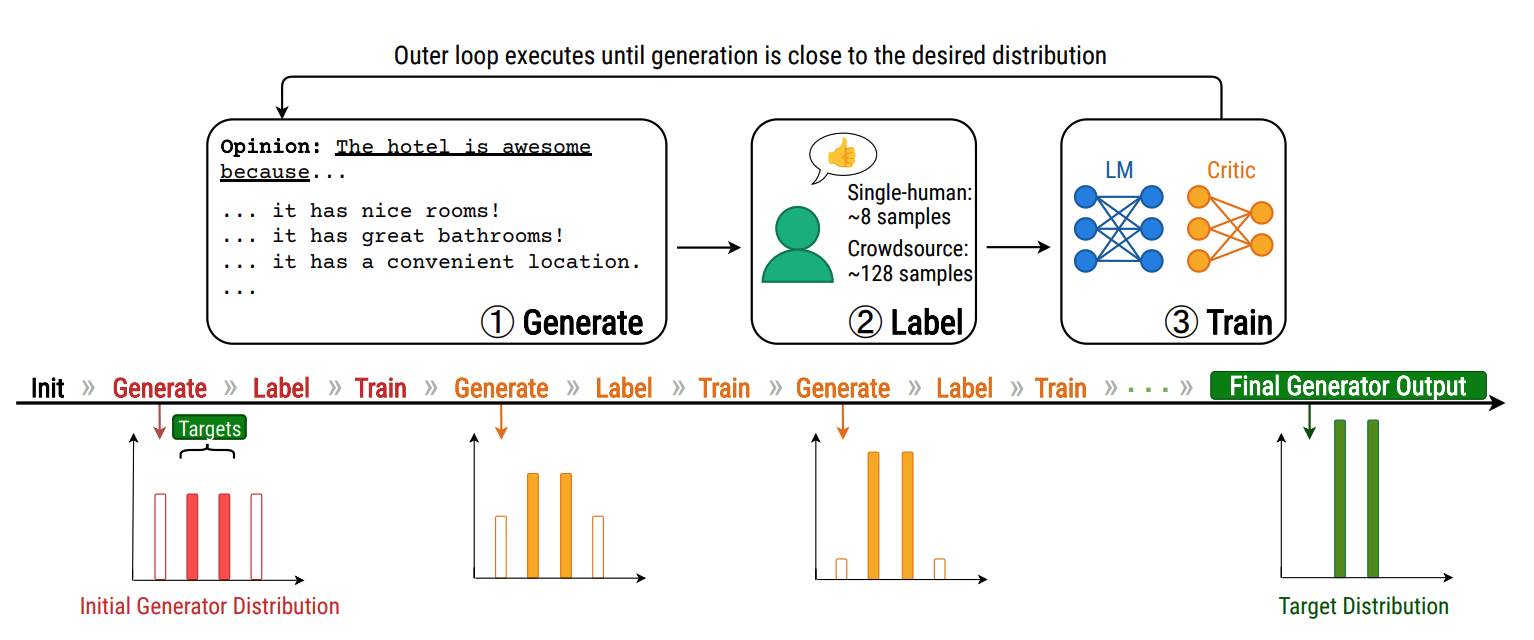 Outer loop executes until generation is close to the desired distribution
Opinion: The hotel is awesome
because...
... it has nice rooms!
... it has great bathrooms!
... it has a convenient location.
...
① Generate
Single-human:
~8 samples
Crowdsource:
~128 samples
② Label
LM
Critic
③ Train
Init » Generate » Label » Train » Generate » Label » Train » Generate » Label » Train » ... » Final Generator Output
Targets
Initial Generator Distribution
Target Distribution